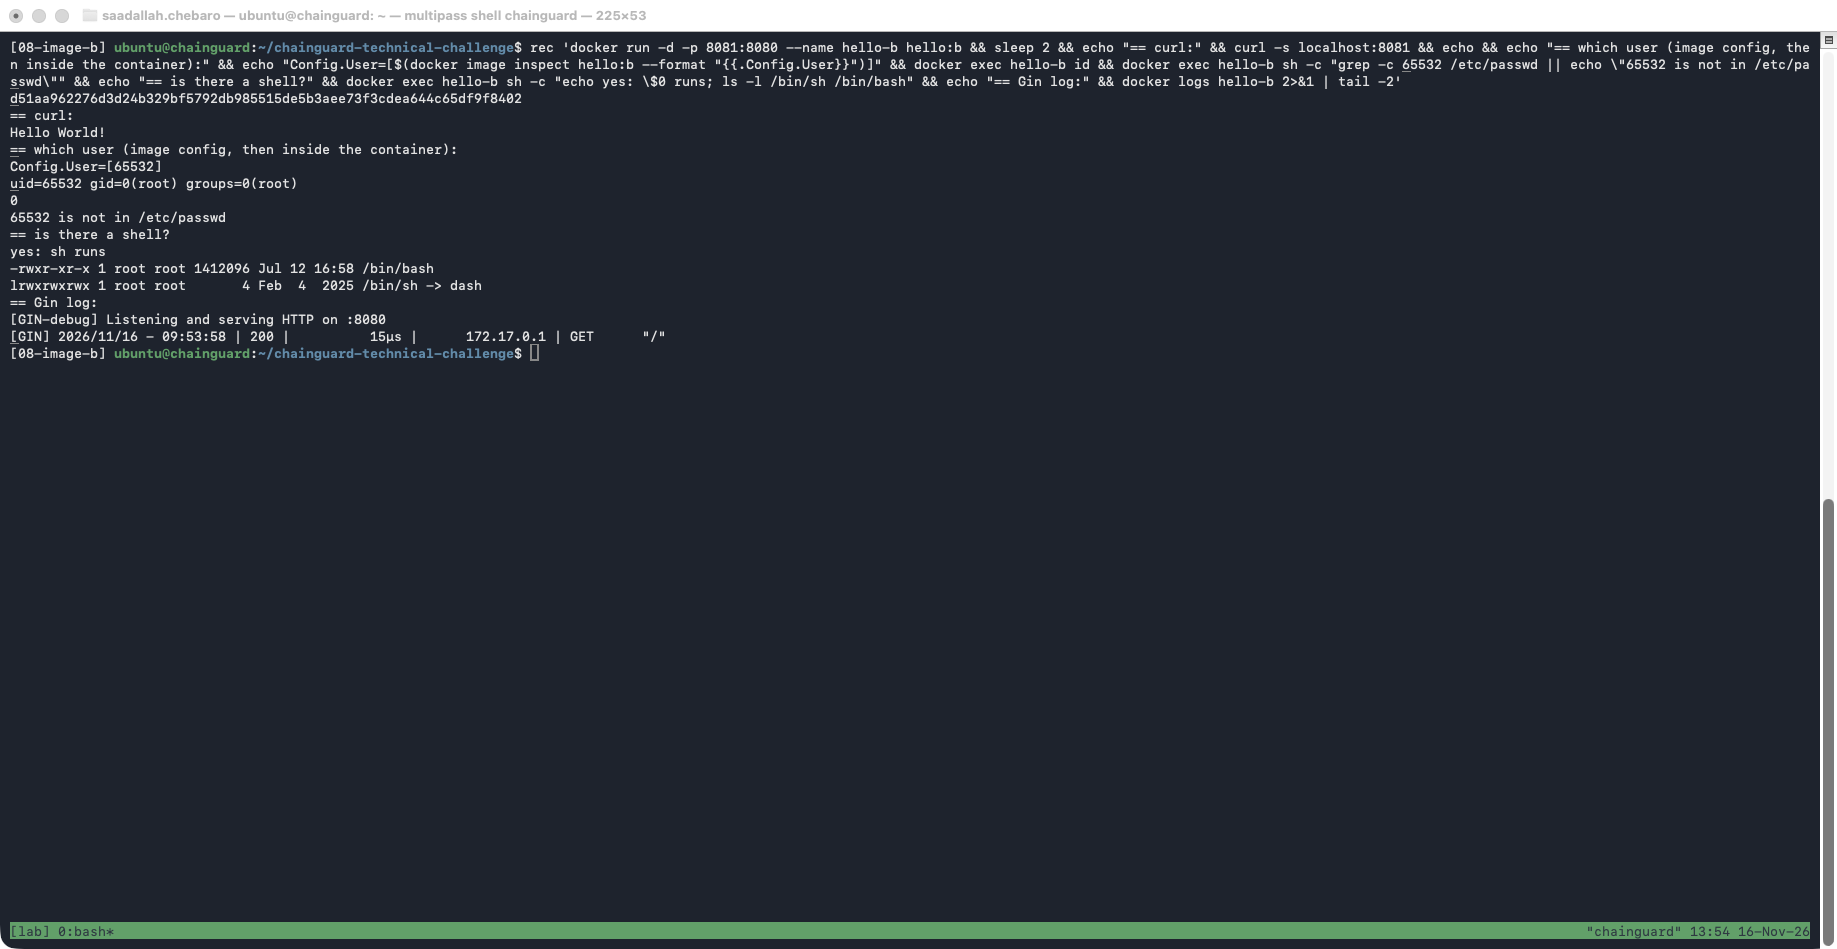 saadallah.chebaro — ubuntu@chainguard: ~ — multipass shell chainguard — 225×53
[08-image-b] ubuntu@chainguard:~/chainguard-technical-challenge$ rec 'docker run -d -p 8081:8080 --name hello-b hello:b && sleep 2 && echo "== curl:" && curl -s localhost:8081 && echo && echo "== which user (image config, the
n inside the container):" && echo "Config.User=[$(docker image inspect hello:b --format "{{.Config.User}}")]" && docker exec hello-b id && docker exec hello-b sh -c "grep -c 65532 /etc/passwd || echo \"65532 is not in /etc/pa
sswd\"" && echo "== is there a shell?" && docker exec hello-b sh -c "echo yes: \$0 runs; ls -l /bin/sh /bin/bash" && echo "== Gin log:" && docker logs hello-b 2>&1 | tail -2'
d51aa962276d3d24b329bf5792db985515de5b3aee73f3cdea644c65df9f8402
== curl:
Hello World!
== which user (image config, then inside the container):
Config.User=[65532]
uid=65532 gid=0(root) groups=0(root)
0
65532 is not in /etc/passwd
== is there a shell?
yes: sh runs
-rwxr-xr-x 1 root root 1412096 Jul 12 16:58 /bin/bash
lrwxrwxrwx 1 root root       4 Feb  4  2025 /bin/sh -> dash
== Gin log:
[GIN-debug] Listening and serving HTTP on :8080
[GIN] 2026/11/16 - 09:53:58 | 200 |          15µs |      172.17.0.1 | GET      "/"
[08-image-b] ubuntu@chainguard:~/chainguard-technical-challenge$
[lab] 0:bash* "chainguard" 13:54 16-Nov-26